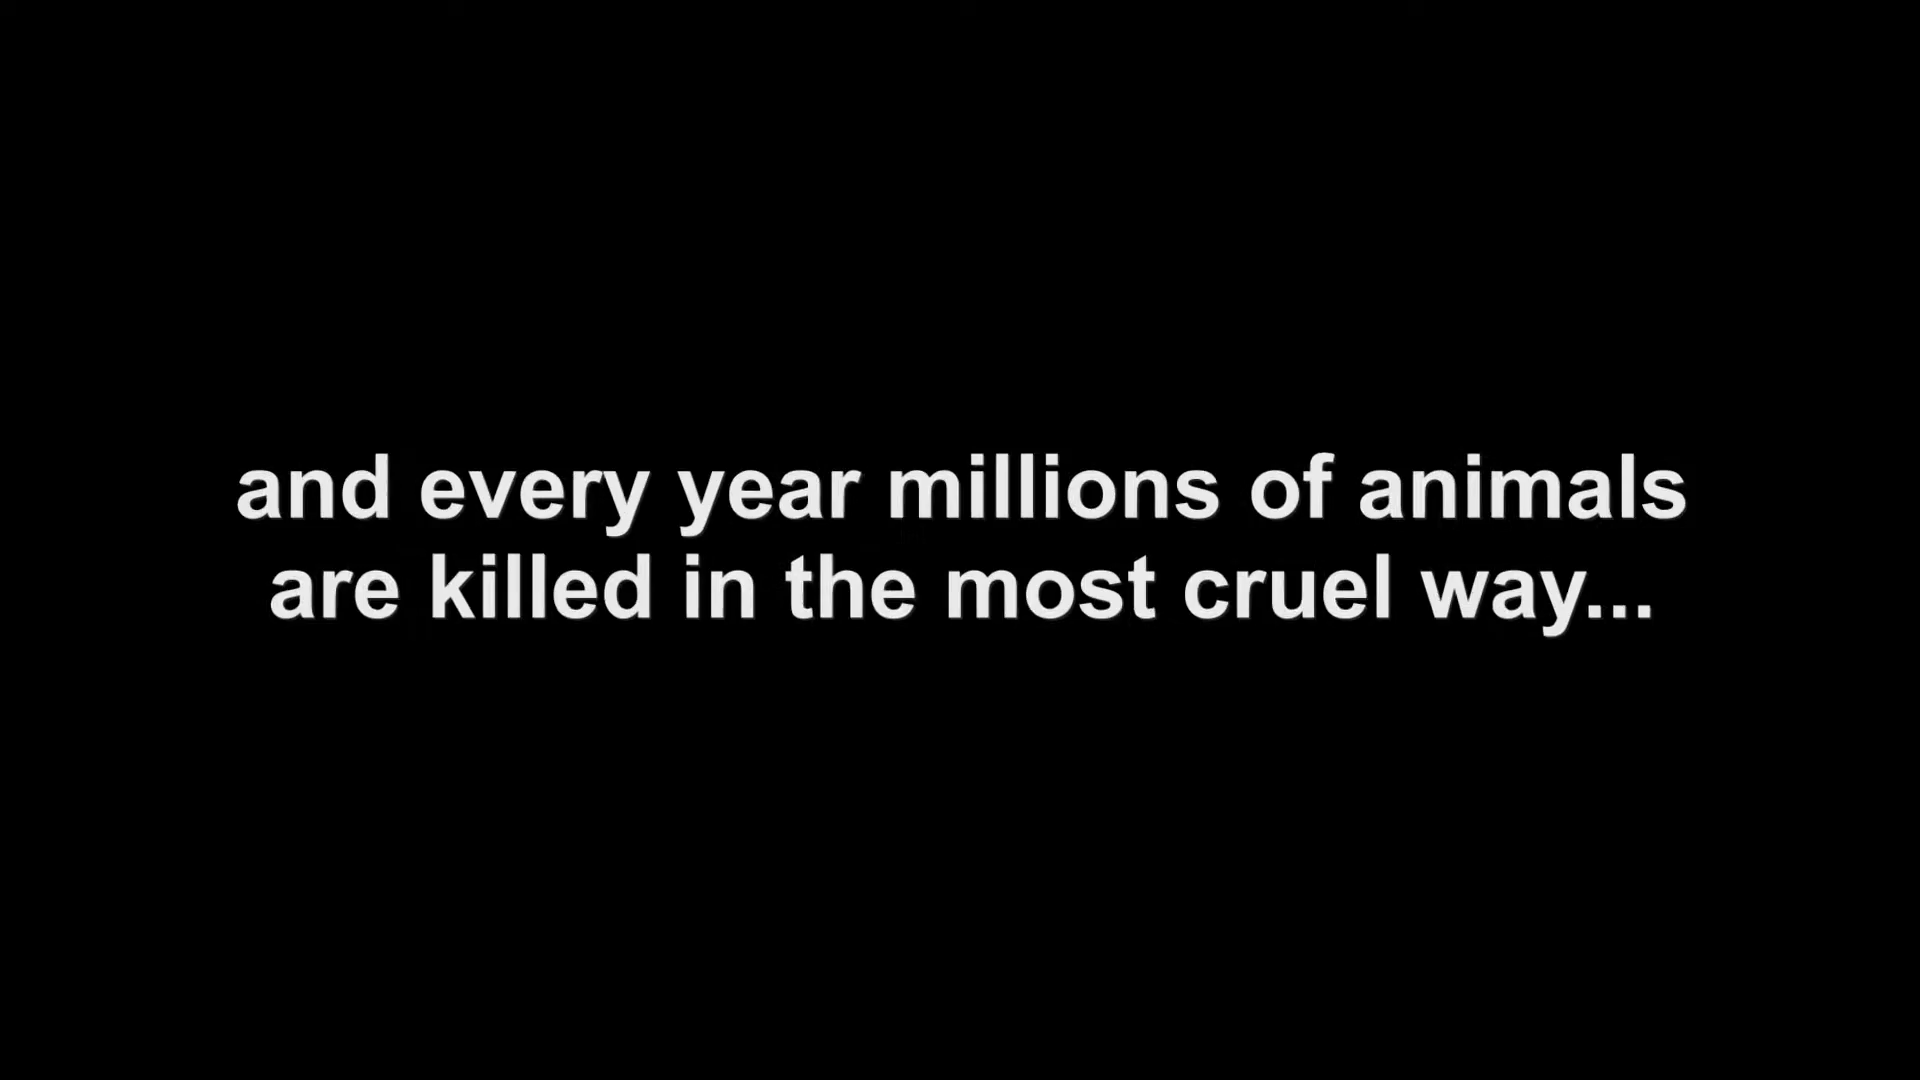 and every year millions of animals
are killed in the most cruel way...